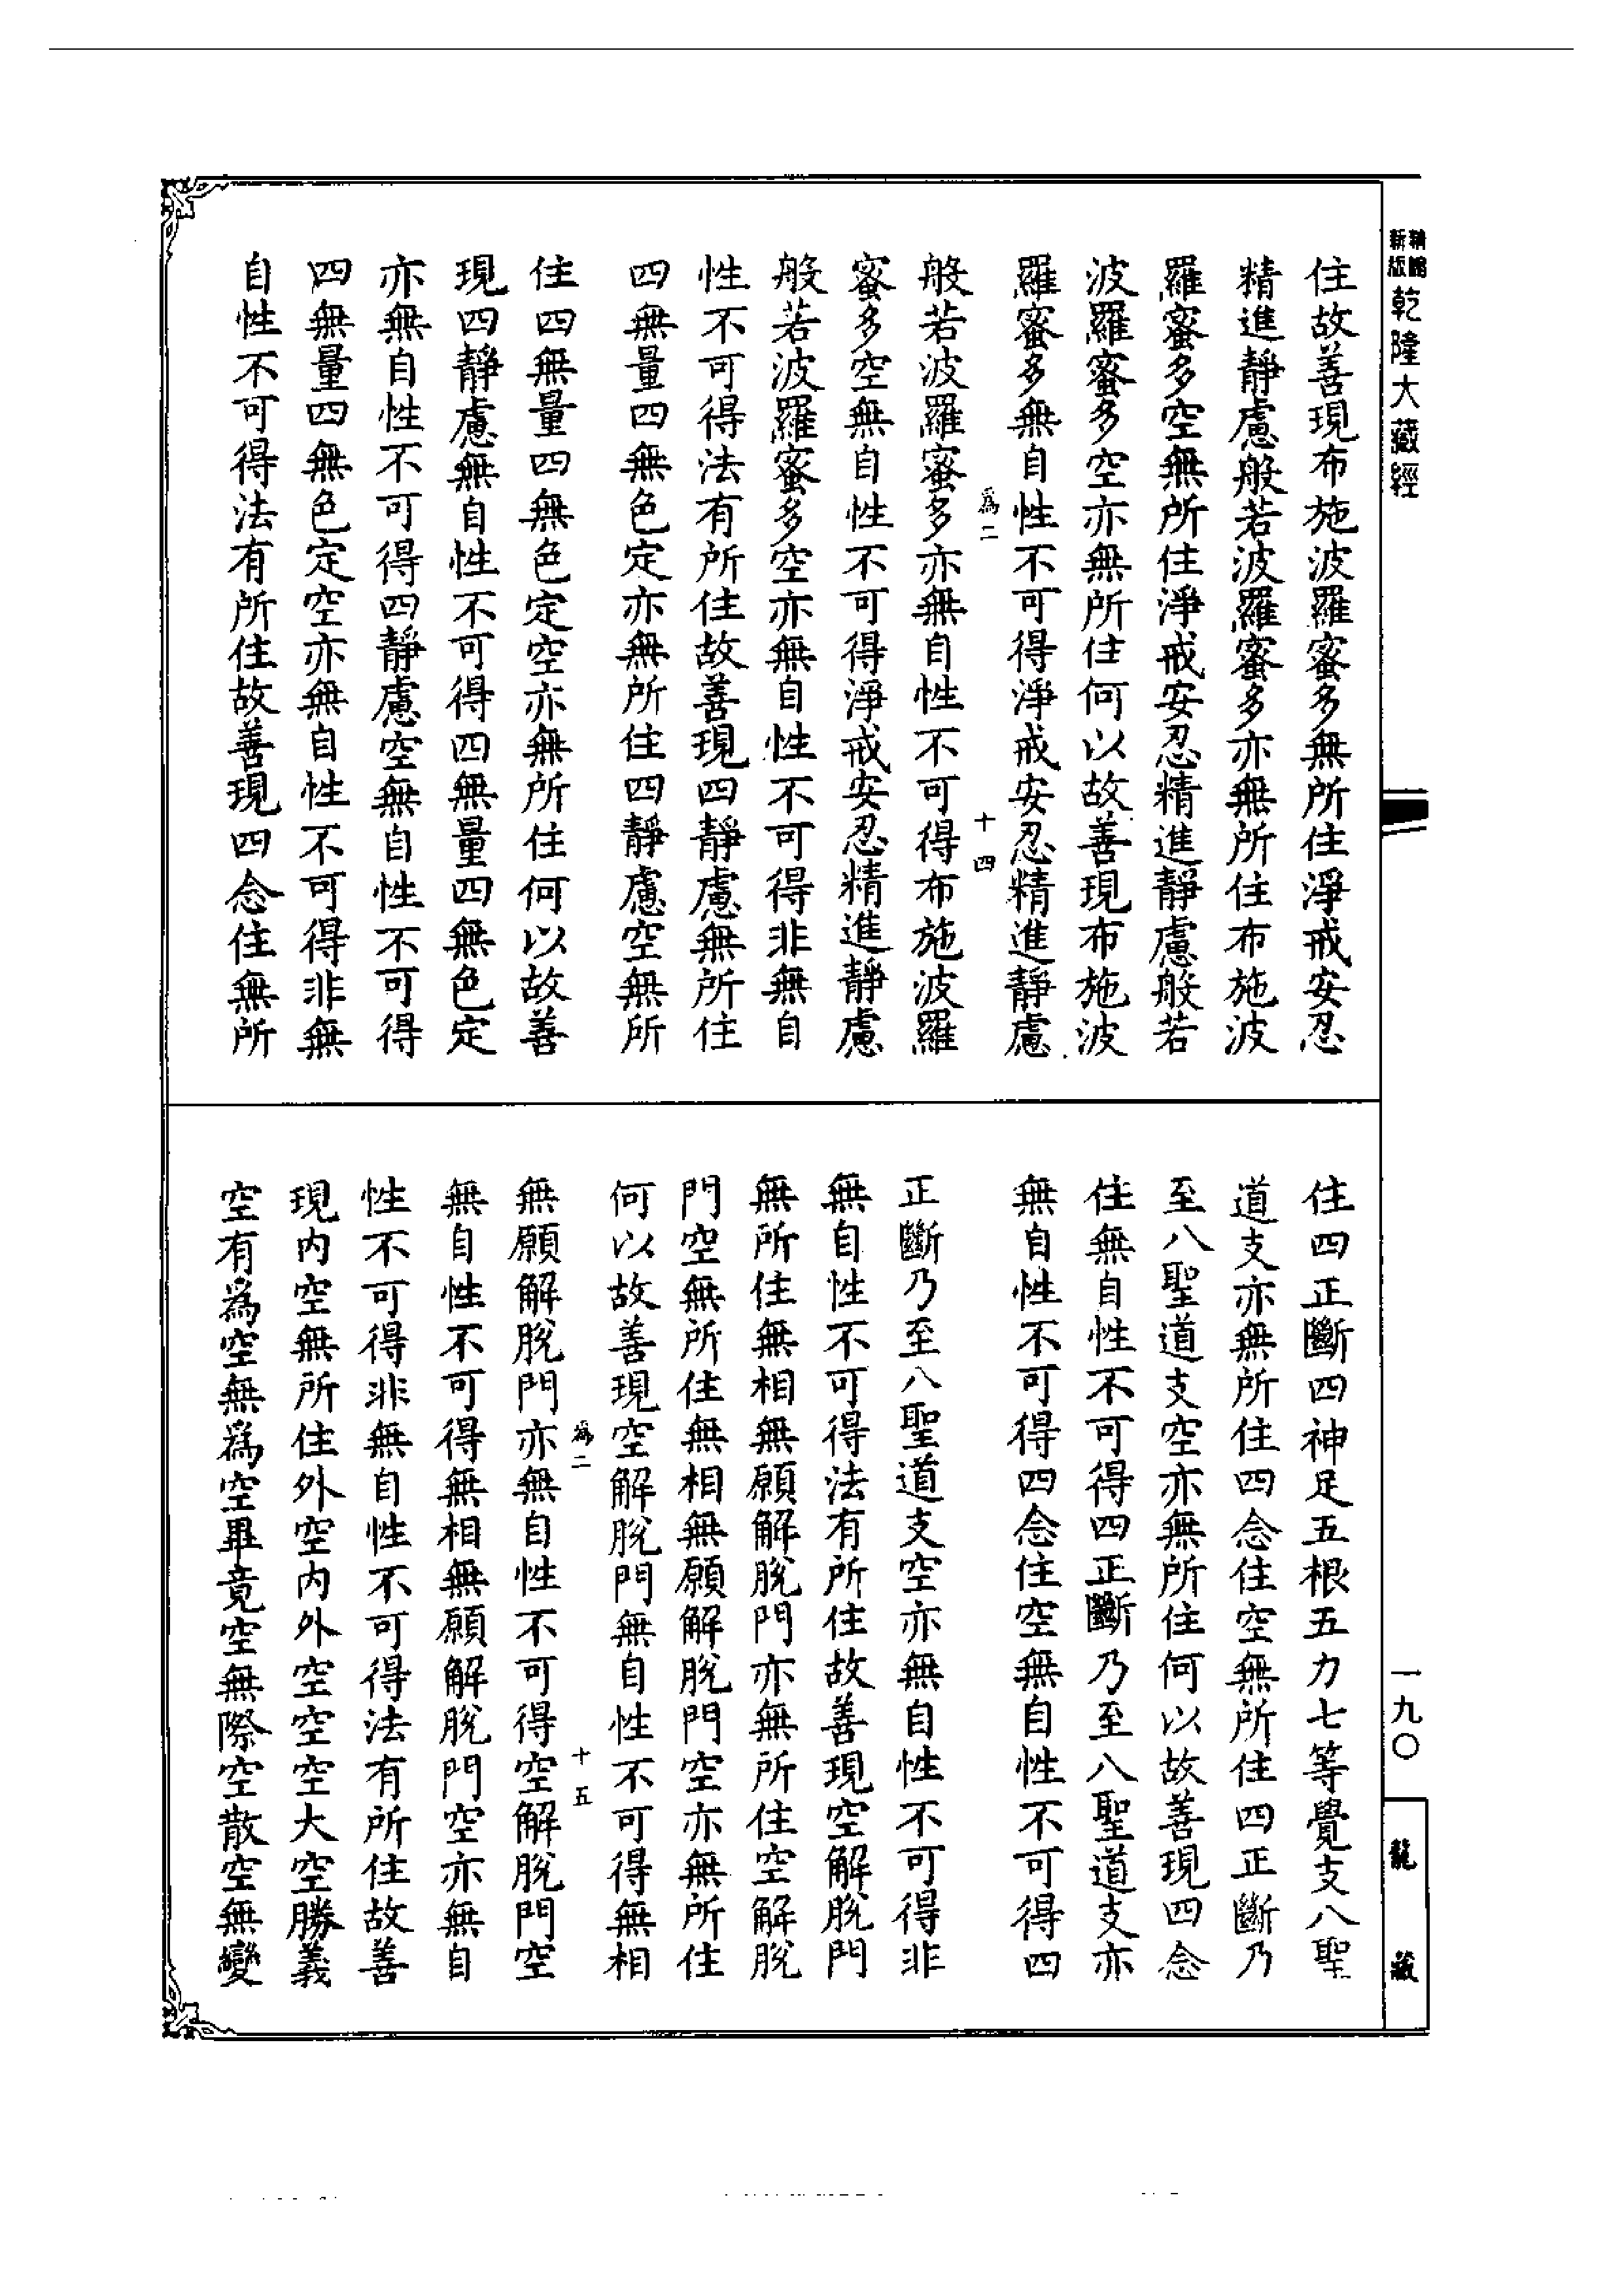 精縮新版
乾隆大藏經
住故善現布施波羅蜜多無所住淨戒安忍
精進靜慮般若波羅蜜多亦無所住布施波
羅蜜多空無所住淨戒安忍精進靜慮般若
波羅蜜多空亦無所住何以故善現布施波
羅蜜多無自性不可得淨戒安忍精進靜慮
為二
十四
般若波羅蜜多亦無自性不可得布施波羅
蜜多空無自性不可得淨戒安忍精進靜慮
般若波羅蜜多空亦無自性不可得非無自
性不可得法有所住故善現四靜慮無所住
四無量四無色定亦無所住四靜慮空無所
住四無量四無色定空亦無所住何以故善
現四靜慮無自性不可得四無量四無色定
亦無自性不可得四靜慮空無自性不可得
四無量四無色定空亦無自性不可得非無
自性不可得法有所住故善現四念住無所
住四正斷四神足五根五力七等覺支八聖
道支亦無所住四念住空無所住四正斷乃
至八聖道支空亦無所住何以故善現四念
住無自性不可得四正斷乃至八聖道支亦
無自性不可得四念住空無自性不可得四
正斷乃至八聖道支空亦無自性不可得非
無自性不可得法有所住故善現空解脫門
無所住無相無願解脫門亦無所住空解脫
門空無所住無相無願解脫門空亦無所住
何以故善現空解脫門無自性不可得無相
為二
十五
無願解脫門亦無自性不可得空解脫門空
無自性不可得無相無願解脫門空亦無自
性不可得非無自性不可得法有所住故善
現內空無所住外空內外空空空大空勝義
空有為空無為空畢竟空無際空散空無變
一九〇
龍藏